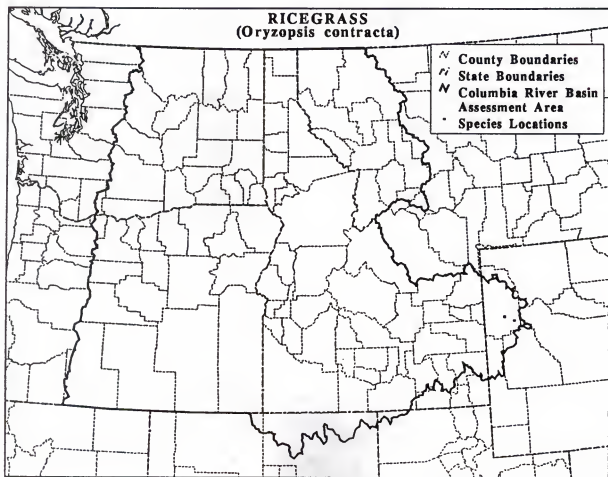 RICEGRASS
(Oryzopsis contracta)
County Boundaries
State Boundaries
Columbia River Basin
Assessment Area
Species Locations